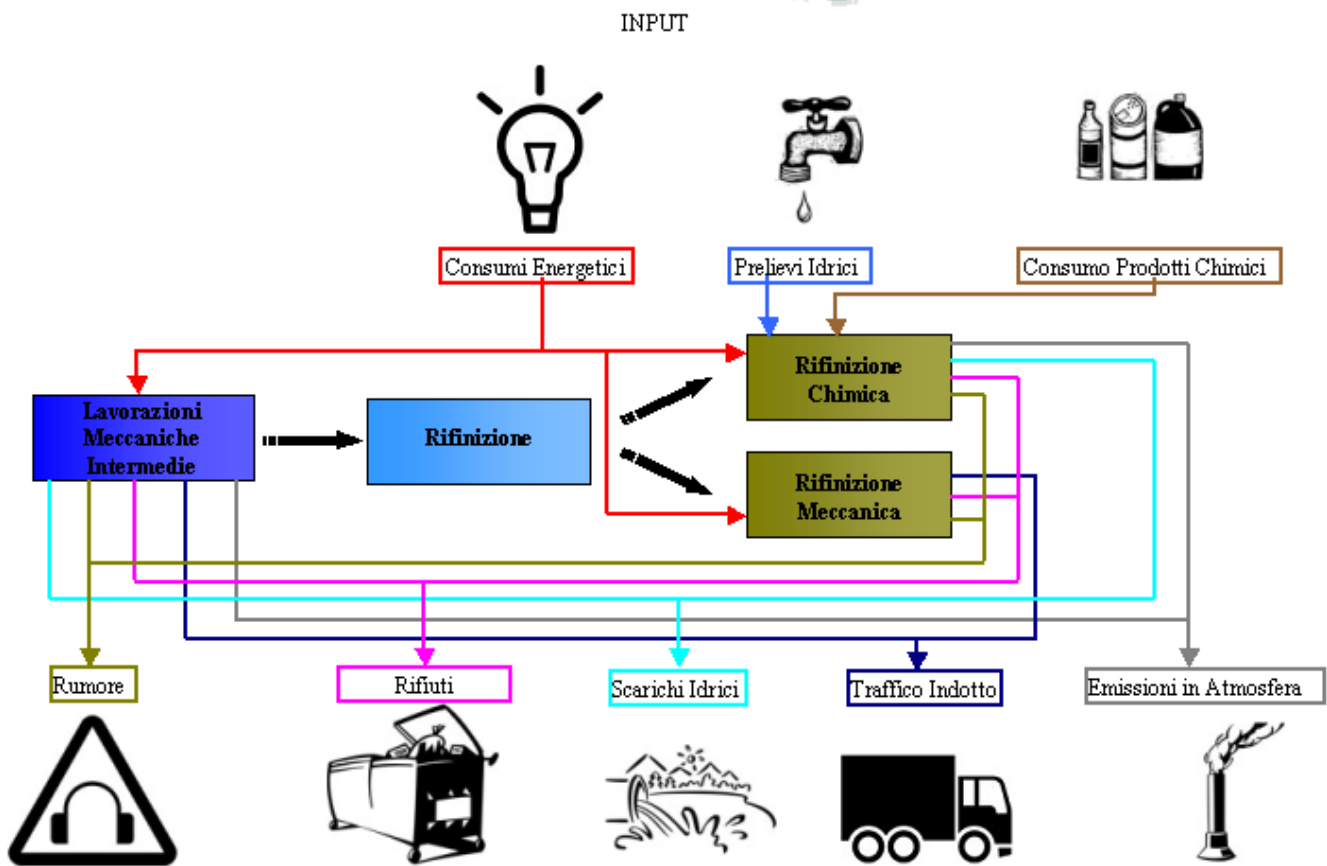 INPUT
Consumi Energetici
Prelievi Idrici
Consumo Prodotti Chimici
Lavorazioni
Meccaniche
Intermedie
Rifinizione
Rifinizione
Chimica
Rifinizione
Meccanica
Rumore
Rifiuti
Scarichi Idrici
Traffico Indotto
Emissioni in Atmosfera